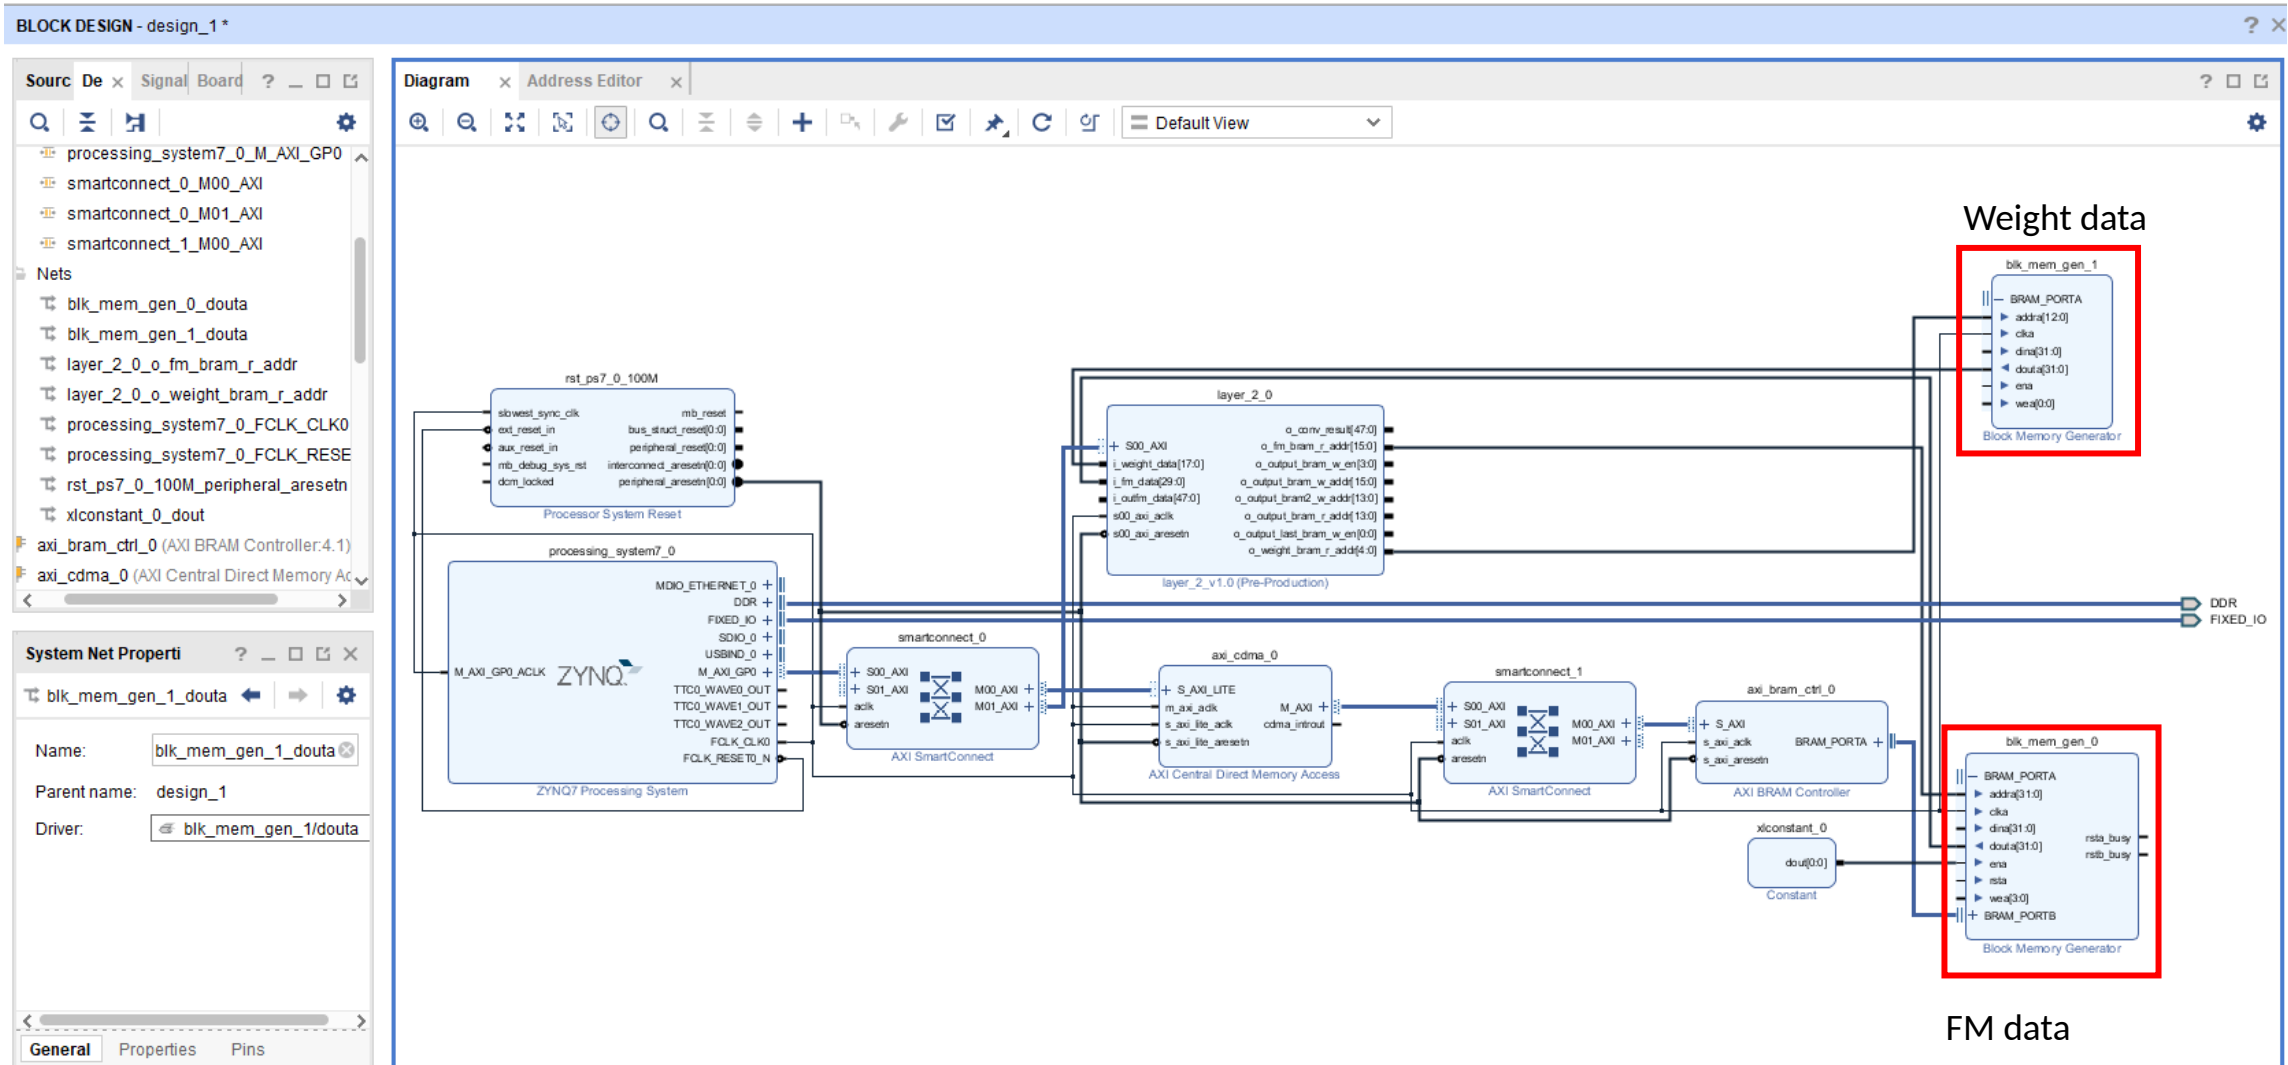 BLOCK DESIGN - design_1 *
Sourc De Signal Board
processing_system7_0_M_AXI_GP0
smartconnect_0_M00_AXI
smartconnect_0_M01_AXI
smartconnect_1_M00_AXI
Nets
blk_mem_gen_0_douta
blk_mem_gen_1_douta
layer_2_0_o_fm_bram_r_addr
layer_2_0_o_weight_bram_r_addr
processing_system7_0_FCLK_CLK0
processing_system7_0_FCLK_RESE
rst_ps7_0_100M_peripheral_aresetn
xlconstant_0_dout
axi_bram_ctrl_0 (AXI BRAM Controller:4.1)
axi_cdma_0 (AXI Central Direct Memory Ac
System Net Properti
blk_mem_gen_1_douta
Name: blk_mem_gen_1_douta
Parent name: design_1
Driver: blk_mem_gen_1/douta
General Properties Pins
Diagram Address Editor
Default View
Weight data
blk_mem_gen_1
BRAM_PORTA
addra[12:0]
clka
dina[31:0]
douta[31:0]
ena
wea[0:0]
Block Memory Generator
rst_ps7_0_100M
slowest_sync_clk mb_reset
ext_reset_in bus_struct_reset[0:0]
aux_reset_in peripheral_reset[0:0]
mb_debug_sys_rst interconnect_aresetn[0:0]
dcm_locked peripheral_aresetn[0:0]
Processor System Reset
layer_2_0
o_conv_result[47:0]
S00_AXI o_fm_bram_r_addr[15:0]
i_weight_data[17:0] o_output_bram_w_en[3:0]
i_fm_data[29:0] o_output_bram_w_addr[15:0]
i_outfm_data[47:0] o_output_bram2_w_addr[13:0]
s00_axi_aclk o_output_bram_r_addr[13:0]
s00_axi_aresetn o_output_last_bram_w_en[0:0]
o_weight_bram_r_addr[4:0]
layer_2_v1.0 (Pre-Production)
processing_system7_0
MDIO_ETHERNET_0
DDR
FIXED_IO
SDIO_0
USBIND_0
M_AXI_GP0_ACLK ZYNQ M_AXI_GP0
TTC0_WAVE0_OUT
TTC0_WAVE1_OUT
TTC0_WAVE2_OUT
FCLK_CLK0
FCLK_RESET0_N
ZYNQ7 Processing System
DDR
FIXED_IO
smartconnect_0
S00_AXI
S01_AXI M00_AXI
aclk M01_AXI
aresetn
AXI SmartConnect
axi_cdma_0
S_AXI_LITE
m_axi_aclk M_AXI
s_axi_lite_aclk cdma_introut
s_axi_lite_aresetn
AXI Central Direct Memory Access
smartconnect_1
S00_AXI
S01_AXI M00_AXI
aclk M01_AXI
aresetn
AXI SmartConnect
axi_bram_ctrl_0
S_AXI
s_axi_aclk BRAM_PORTA
s_axi_aresetn
AXI BRAM Controller
xlconstant_0
dout[0:0]
Constant
blk_mem_gen_0
BRAM_PORTA
addra[31:0]
clka
dina[31:0]
douta[31:0] rsta_busy
ena rstb_busy
rsta
wea[3:0]
BRAM_PORTB
Block Memory Generator
FM data